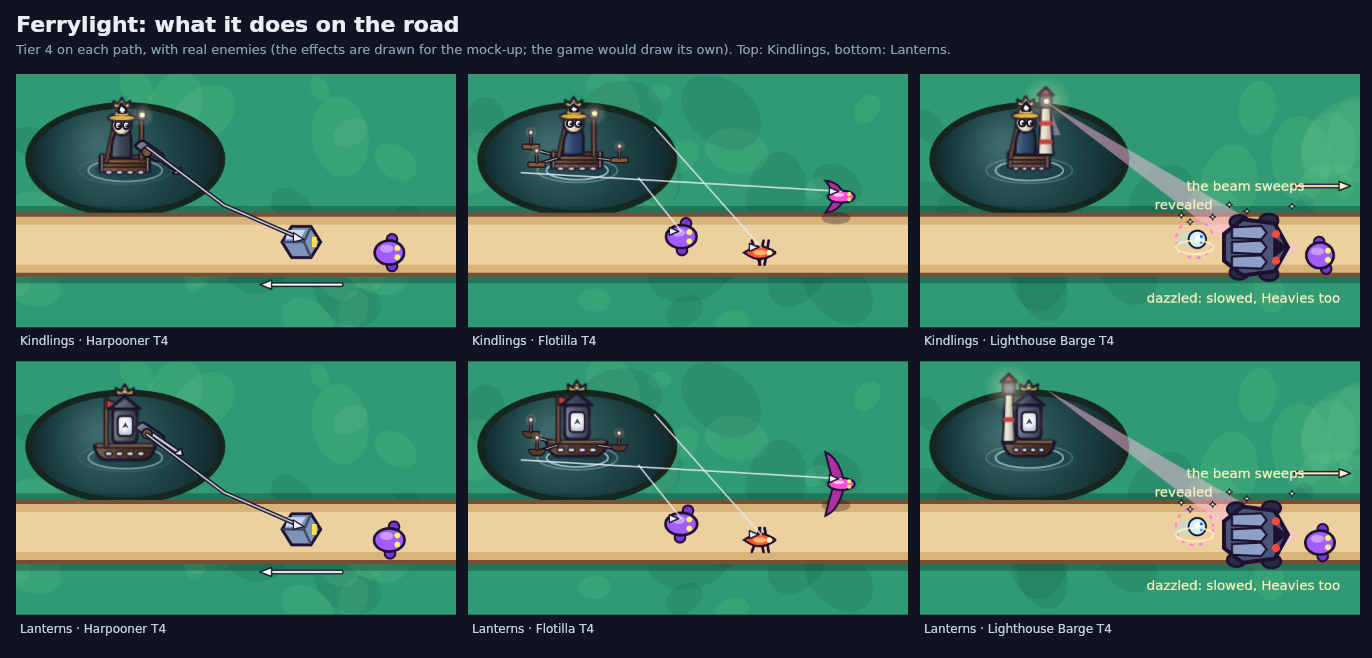 Ferrylight: what it does on the road
Tier 4 on each path, with real enemies (the effects are drawn for the mock-up; the game would draw its own). Top: Kindlings, bottom: Lanterns.
the beam sweeps
revealed
dazzled: slowed, Heavies too
Kindlings · Harpooner T4
Kindlings · Flotilla T4
Kindlings · Lighthouse Barge T4
the beam sweeps
revealed
dazzled: slowed, Heavies too
Lanterns · Harpooner T4
Lanterns · Flotilla T4
Lanterns · Lighthouse Barge T4